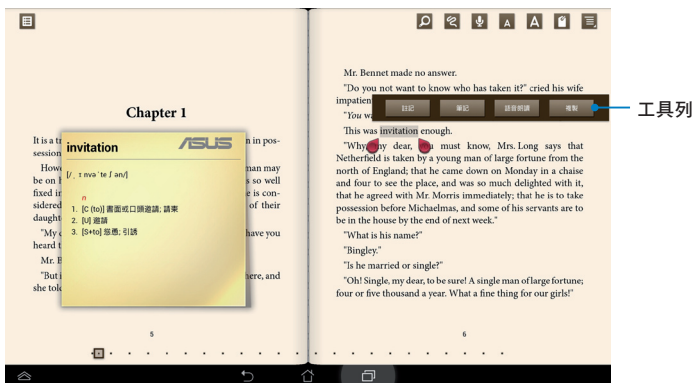 Chapter 1
It is a tr
n in pos-
session
Howe
man may
be on h
s so well
fixed in
e is con-
sidered
of their
daught
"My d
have you
heard t
Mr. B
"But i
here, and
she tol
invitation
ASUS
n
1. [C (to)] 書面或口頭邀請; 請柬
2. [U] 邀請
3. [S+to] 慫恿; 引誘
5
A A
Mr. Bennet made no answer.
"Do you not want to know who has taken it?" cried his wife
impatien
"You wa
註記 筆記 語音朗讀 複製
工具列
This was invitation enough.
"Why, my dear, you must know, Mrs. Long says that
Netherfield is taken by a young man of large fortune from the
north of England; that he came down on Monday in a chaise
and four to see the place, and was so much delighted with it,
that he agreed with Mr. Morris immediately; that he is to take
possession before Michaelmas, and some of his servants are to
be in the house by the end of next week."
"What is his name?"
"Bingley."
"Is he married or single?"
"Oh! Single, my dear, to be sure! A single man of large fortune;
four or five thousand a year. What a fine thing for our girls!"
6